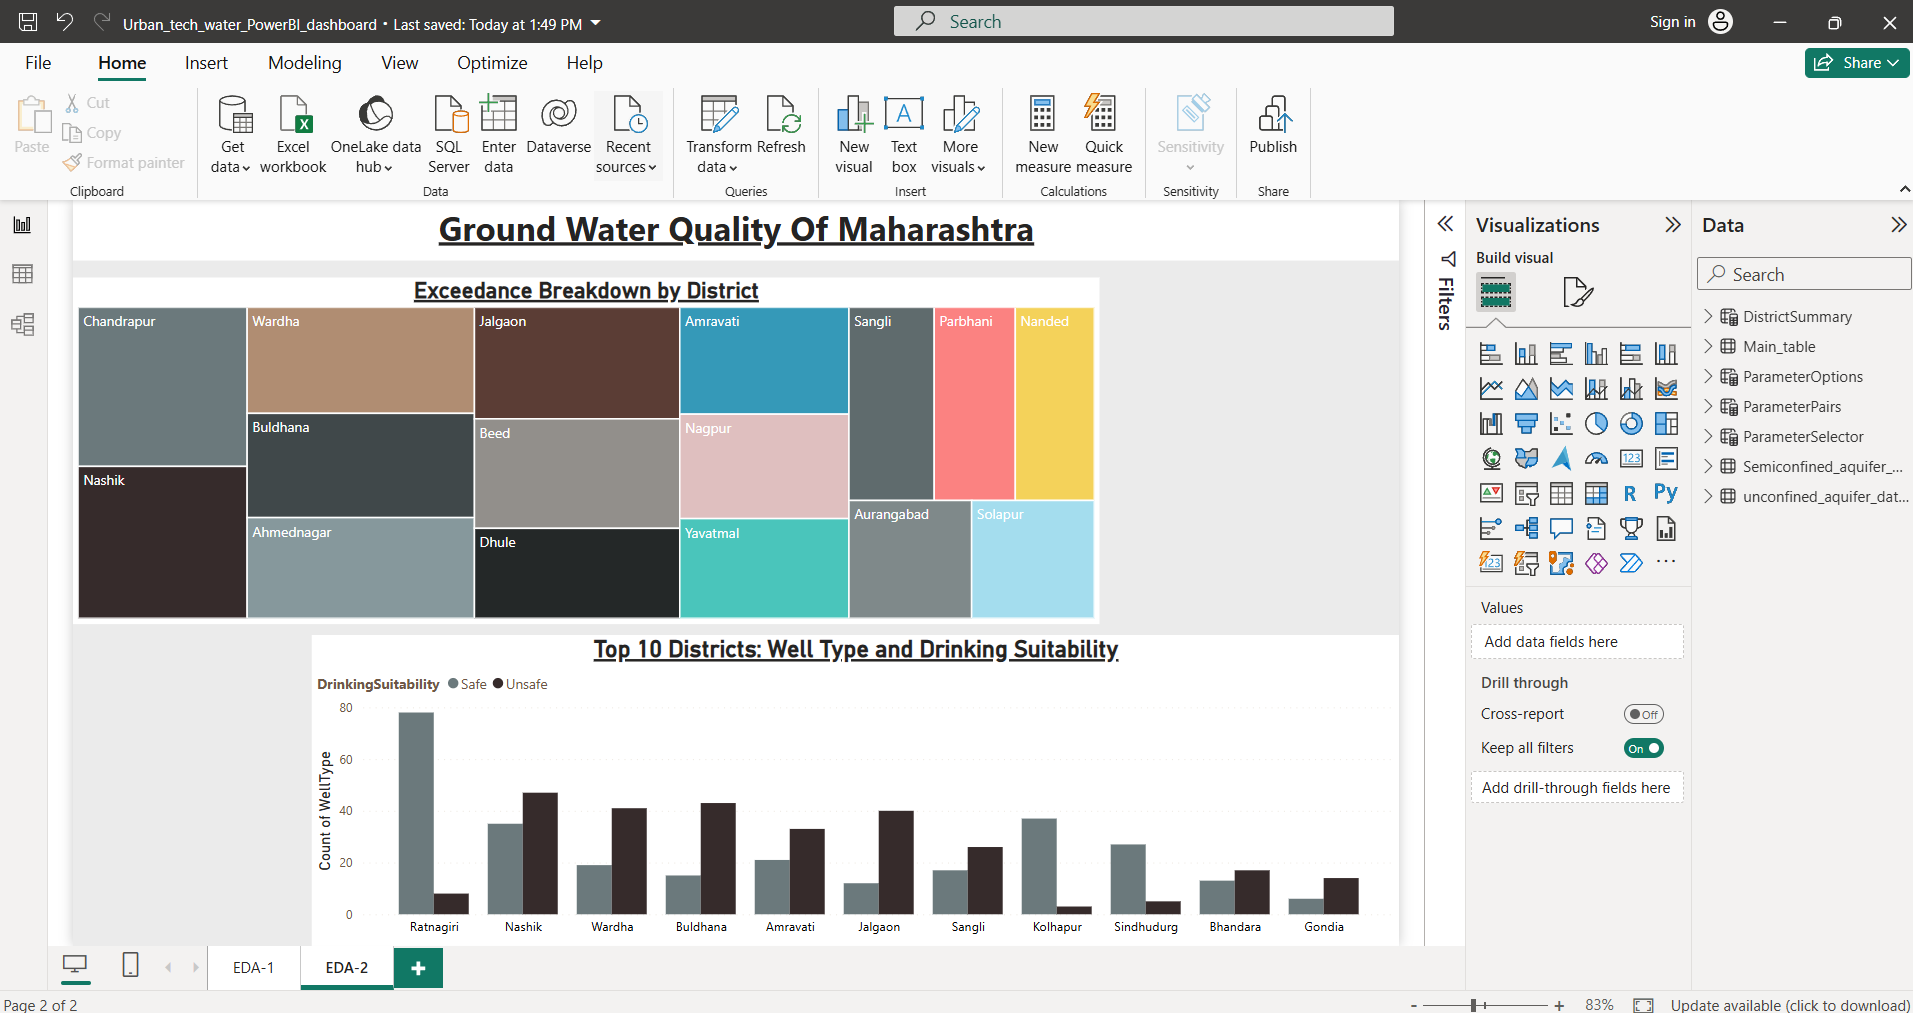 Urban_tech_water_PowerBI_dashboard • Last saved: Today at 1:49 PM
Search
Sign in
File Home Insert Modeling View Optimize Help
Share
Paste
Cut
Copy
Format painter
Clipboard
Get data
Excel workbook
OneLake data hub
SQL Server
Enter data
Dataverse
Recent sources
Data
Transform data
Refresh
Queries
New visual
Text box
More visuals
Insert
New measure
Quick measure
Calculations
Sensitivity
Sensitivity
Publish
Share
Ground Water Quality Of Maharashtra
Exceedance Breakdown by District
Chandrapur
Nashik
Wardha
Buldhana
Ahmednagar
Jalgaon
Beed
Dhule
Amravati
Nagpur
Yavatmal
Sangli
Parbhani
Nanded
Aurangabad
Solapur
Top 10 Districts: Well Type and Drinking Suitability
DrinkingSuitability Safe Unsafe
Count of WellType
80
60
40
20
0
Ratnagiri Nashik Wardha Buldhana Amravati Jalgaon Sangli Kolhapur Sindhudurg Bhandara Gondia
Filters
Visualizations
Build visual
123
R
Py
123
Values
Add data fields here
Drill through
Cross-report
Off
Keep all filters
On
Add drill-through fields here
Data
Search
DistrictSummary
Main_table
ParameterOptions
ParameterPairs
ParameterSelector
Semiconfined_aquifer_...
unconfined_aquifer_dat...
EDA-1
EDA-2
+
Page 2 of 2
- + 83%
Update available (click to download)